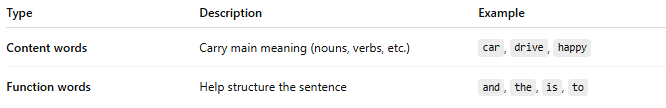 Type Description Example
Content words Carry main meaning (nouns, verbs, etc.) car, drive, happy
Function words Help structure the sentence and, the, is, to